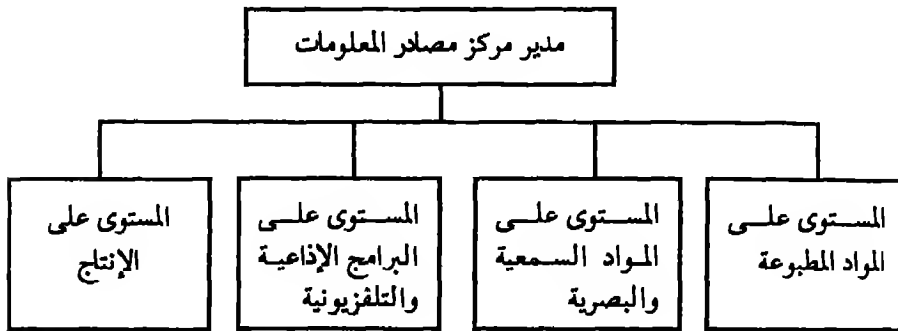 مدير مركز مصادر المعلومات
المستوى على
المواد المطبوعة
المستوى على
المواد السمعية
والبصرية
المستوى على
البرامج الإذاعية
والتلفزيونية
المستوى على
الإنتاج